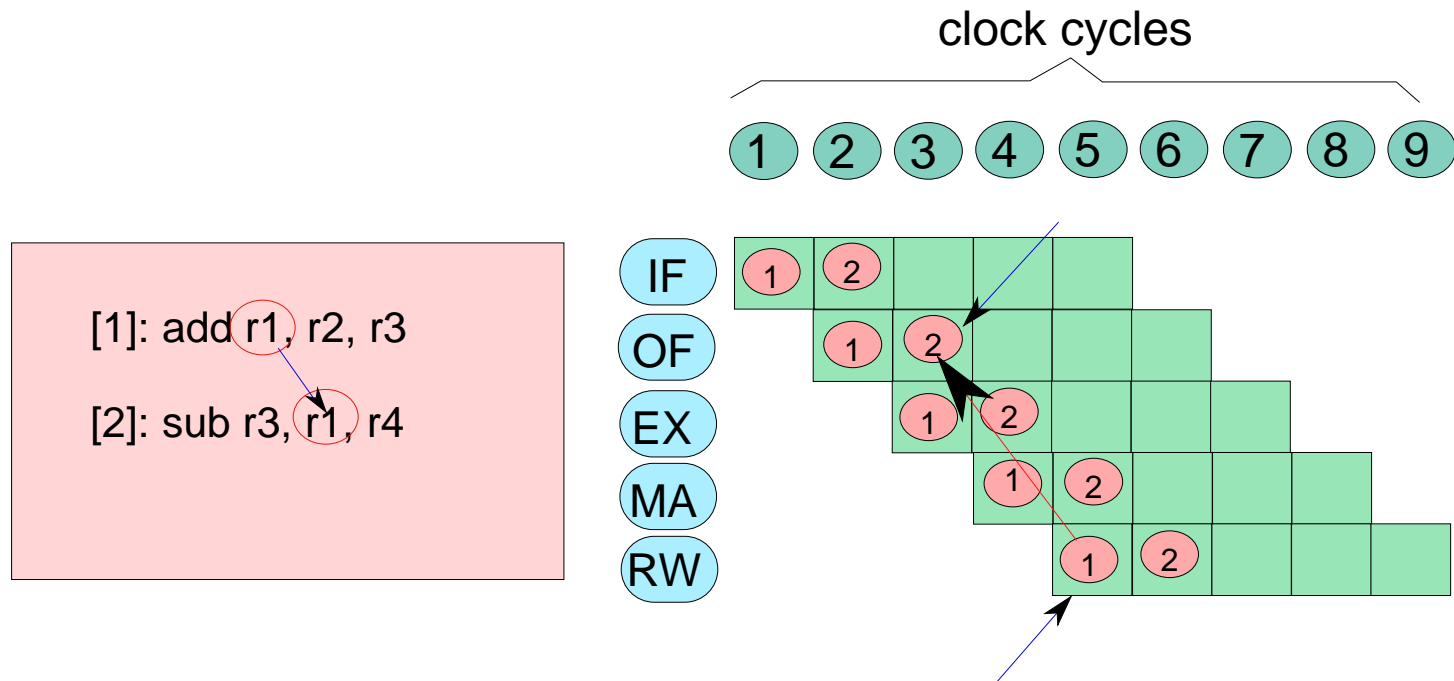 clock cycles
1 2 3 4 5 6 7 8 9
[1]: add r1, r2, r3
[2]: sub r3, r1, r4
IF 1 2
OF 1 2
EX 1 2
MA 1 2
RW 1 2